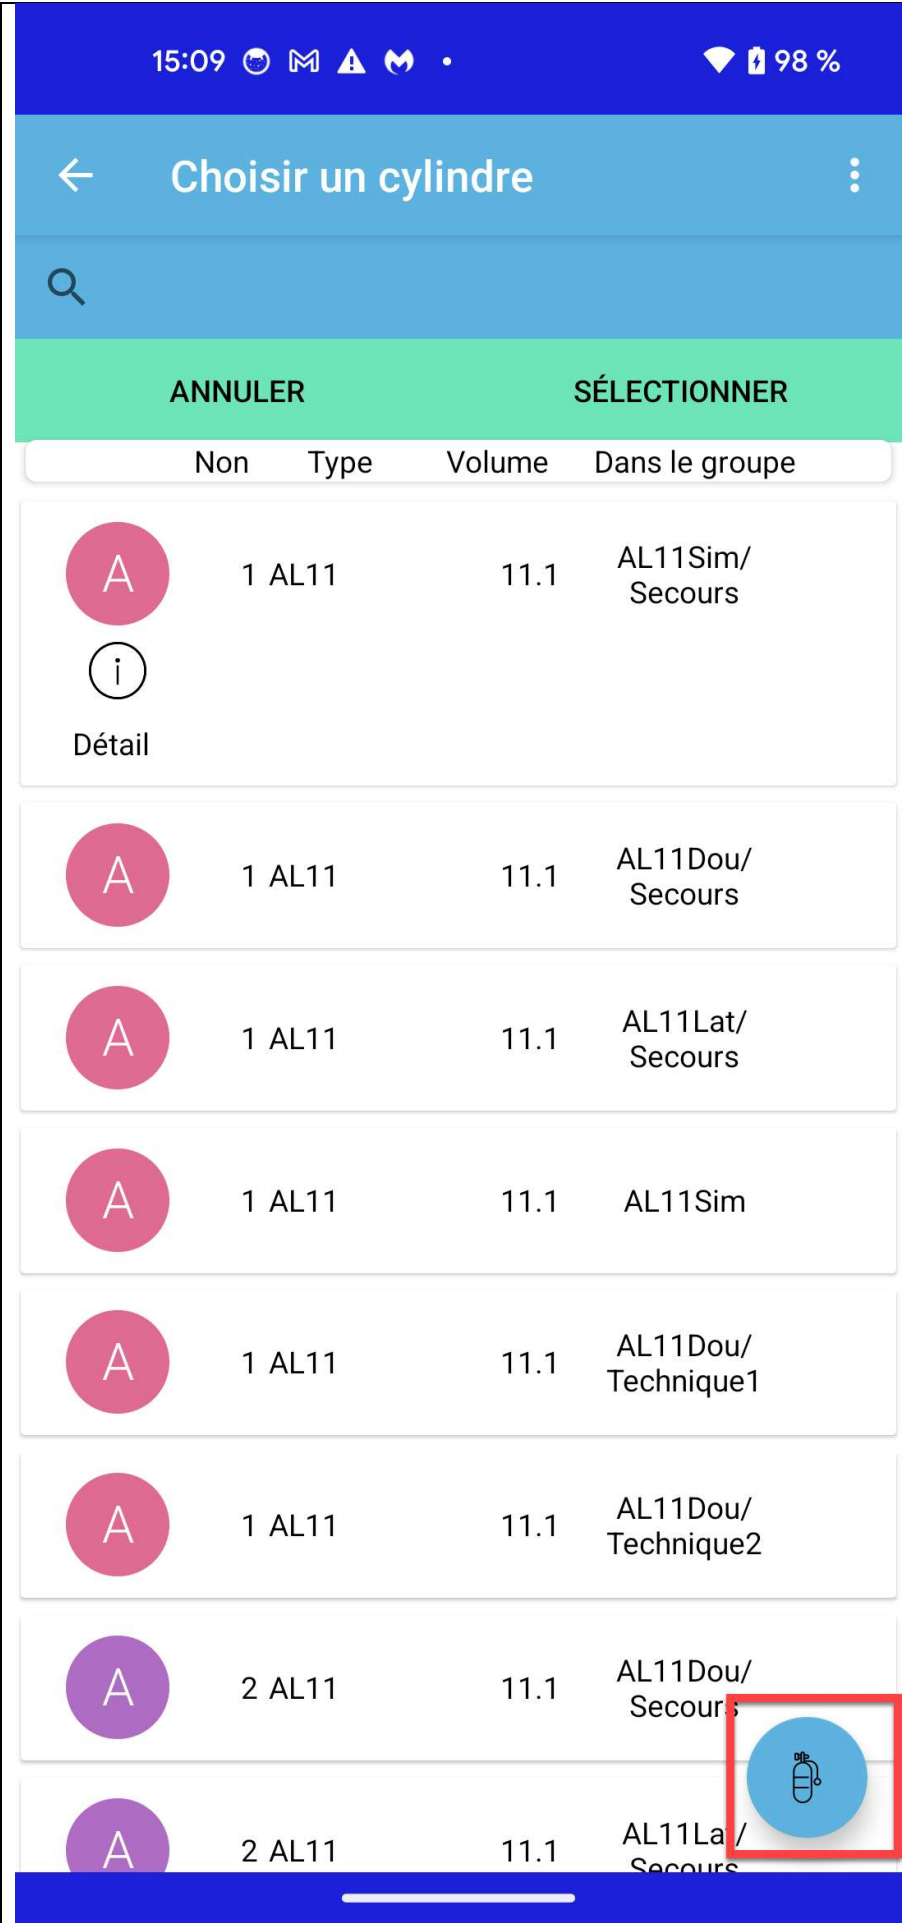 15:09 98 %
Choisir un cylindre
ANNULER SÉLECTIONNER
Non Type Volume Dans le groupe
A 1 AL11 11.1 AL11Sim/
Secours
i
Détail
A 1 AL11 11.1 AL11Dou/
Secours
A 1 AL11 11.1 AL11Lat/
Secours
A 1 AL11 11.1 AL11Sim
A 1 AL11 11.1 AL11Dou/
Technique1
A 1 AL11 11.1 AL11Dou/
Technique2
A 2 AL11 11.1 AL11Dou/
Secours
A 2 AL11 11.1 AL11Lat/
Secours